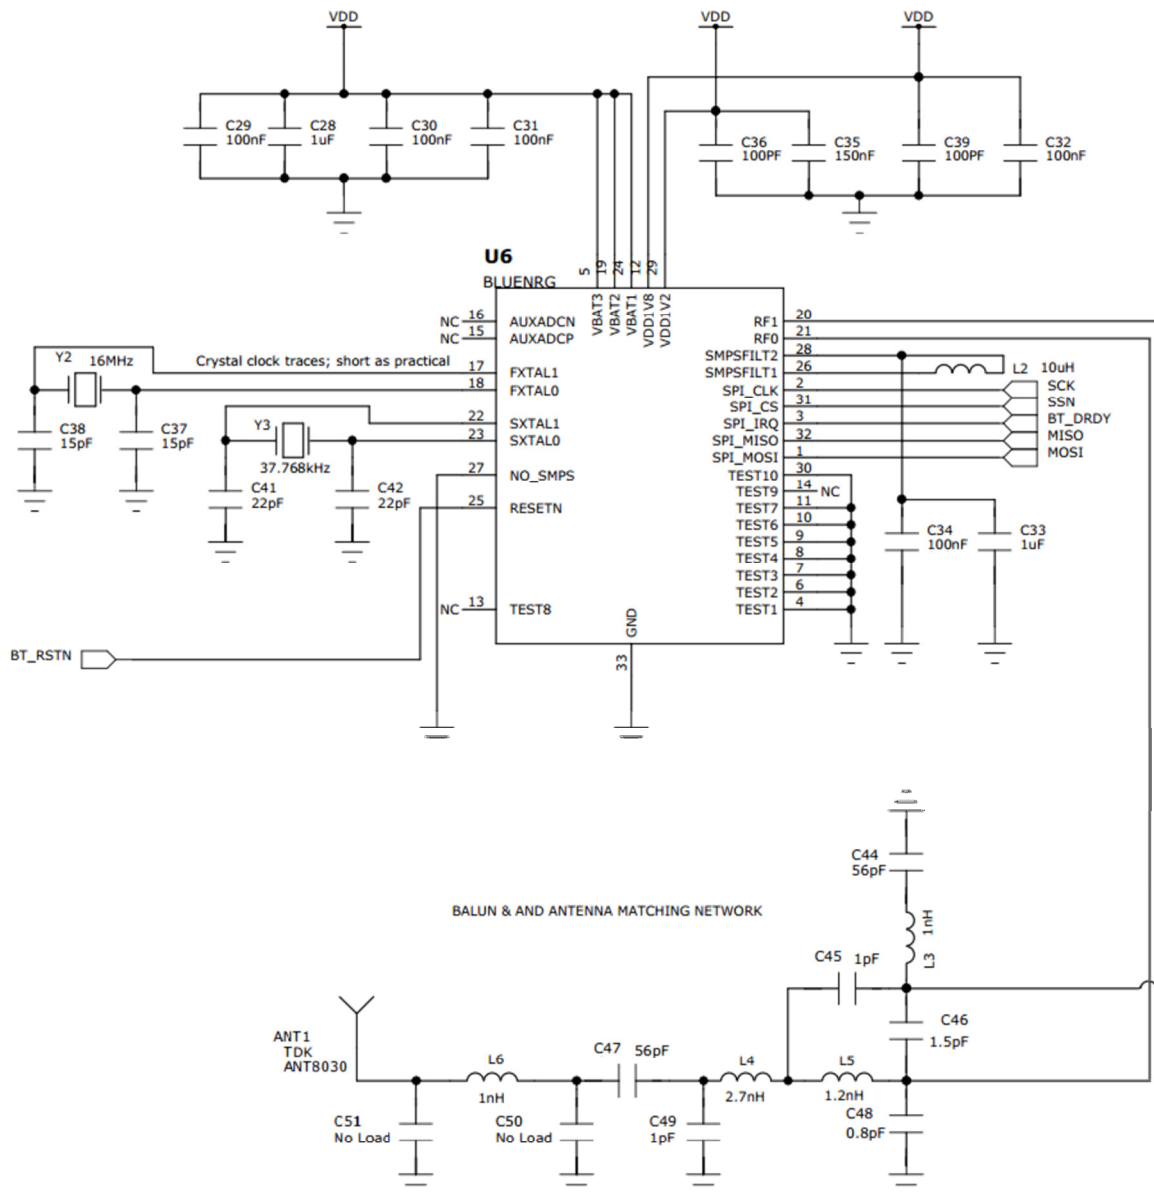 VDD
VDD
VDD
C29
100nF
C28
1uF
C30
100nF
C31
100nF
C36
100PF
C35
150nF
C39
100PF
C32
100nF
U6
BLUENRG
5
19
24
12
29
VBAT3
VBAT2
VBAT1
VDD1V8
VDD1V2
NC 16 AUXADCN
NC 15 AUXADCP
Y2 16MHz
Crystal clock traces; short as practical
17 FXTAL1
18 FXTAL0
C38
15pF
C37
15pF
22 SXTAL1
23 SXTAL0
Y3
37.768kHz
C41
22pF
C42
22pF
27 NO_SMPS
25 RESETN
NC 13 TEST8
BT_RSTN
GND
33
RF1 20
RF0 21
SMPSFILT2 28
SMPSFILT1 26
L2 10uH
SPI_CLK 2 SCK
SPI_CS 31 SSN
SPI_IRQ 3 BT_DRDY
SPI_MISO 32 MISO
SPI_MOSI 1 MOSI
TEST10 30
TEST9 14 NC
TEST7 11
TEST6 10
TEST5 9
TEST4 8
TEST3 7
TEST2 6
TEST1 4
C34
100nF
C33
1uF
BALUN & AND ANTENNA MATCHING NETWORK
C44
56pF
1nH
L3
C45 1pF
C46
1.5pF
ANT1
TDK
ANT8030
L6
1nH
C47 56pF
L4
2.7nH
L5
1.2nH
C51
No Load
C50
No Load
C49
1pF
C48
0.8pF